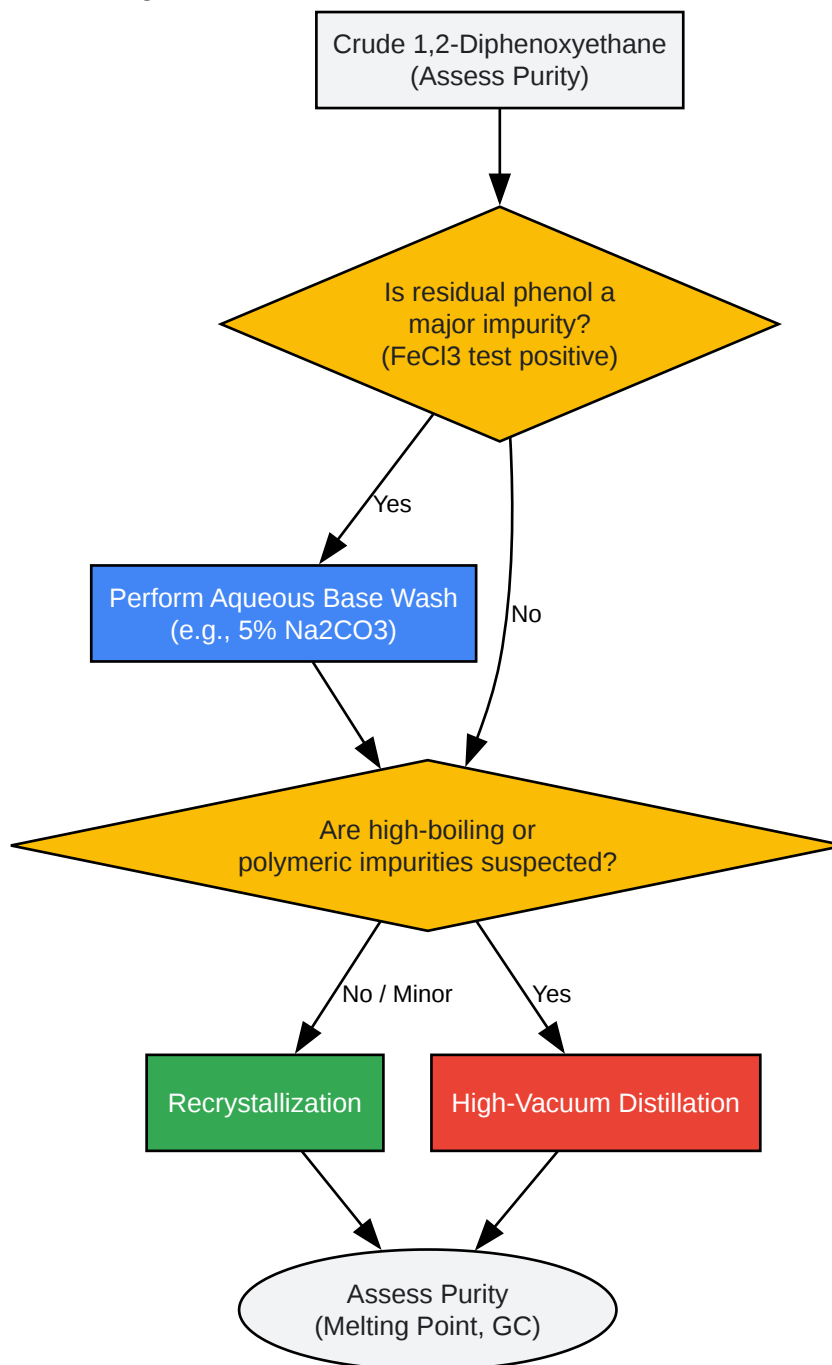 Crude 1,2-Diphenoxyethane
(Assess Purity)
Is residual phenol a
major impurity?
(FeCl3 test positive)
Yes
Perform Aqueous Base Wash
(e.g., 5% Na2CO3)
No
Are high-boiling or
polymeric impurities suspected?
No / Minor
Yes
Recrystallization
High-Vacuum Distillation
Assess Purity
(Melting Point, GC)